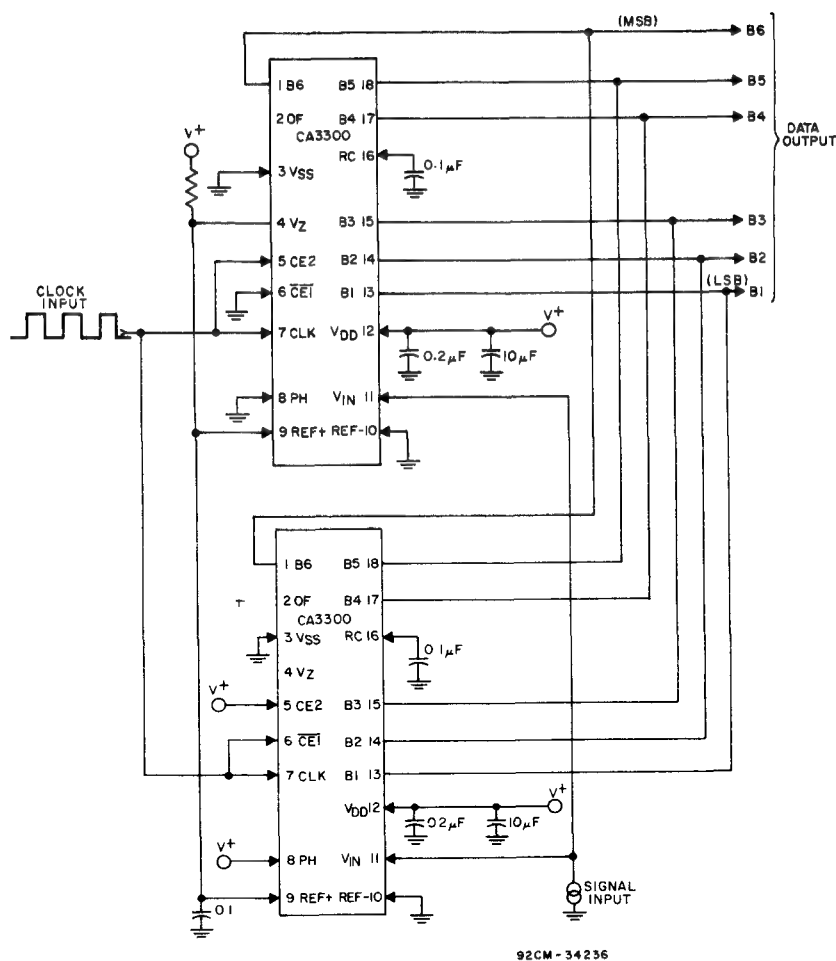 (MSB)
B6
1 B6 B5 18
B5
2 OF B4 17
B4
CA3300
DATA
OUTPUT
V+
RC 16
0.1μF
3 VSS
4 VZ B3 15
B3
5 CE2 B2 14
B2
CLOCK
INPUT
6 CE1 B1 13
(LSB)
B1
7 CLK VDD 12
V+
0.2μF
10μF
8 PH VIN 11
9 REF+ REF-10
1 B6 B5 18
2 OF B4 17
CA3300
3 VSS RC 16
0.1μF
4 VZ
V+
5 CE2 B3 15
6 CE1 B2 14
7 CLK B1 13
VDD12
V+
0.2μF
10μF
V+
8 PH VIN 11
SIGNAL
INPUT
9 REF+ REF-10
0.1
92CM-34236